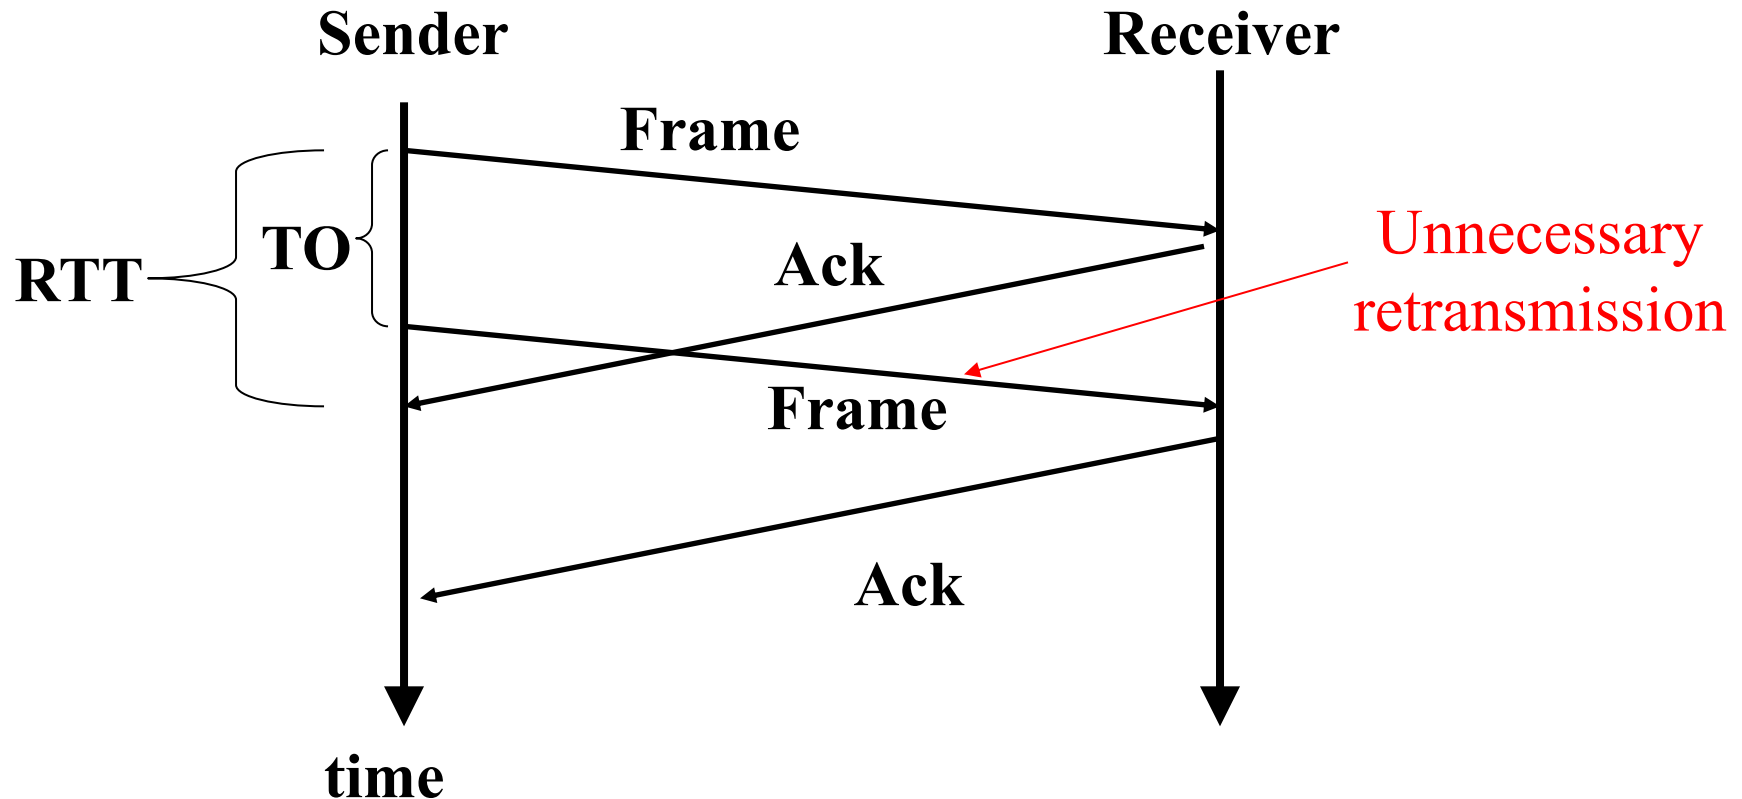 Sender
Receiver
Frame
Unnecessary
retransmission
TO
Ack
RTT
Frame
Ack
time